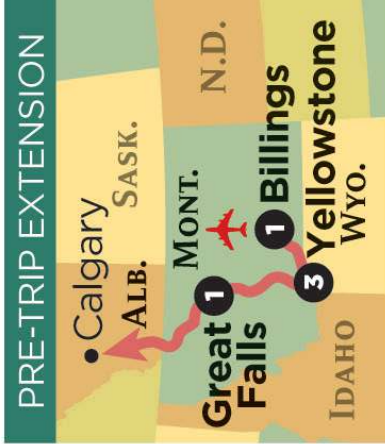 PRE-TRIP EXTENSION
Calgary
SASK.
ALB.
MONT.
N.D.
Great
Falls
1
1
Billings
3
Yellowstone
WYO.
IDAHO